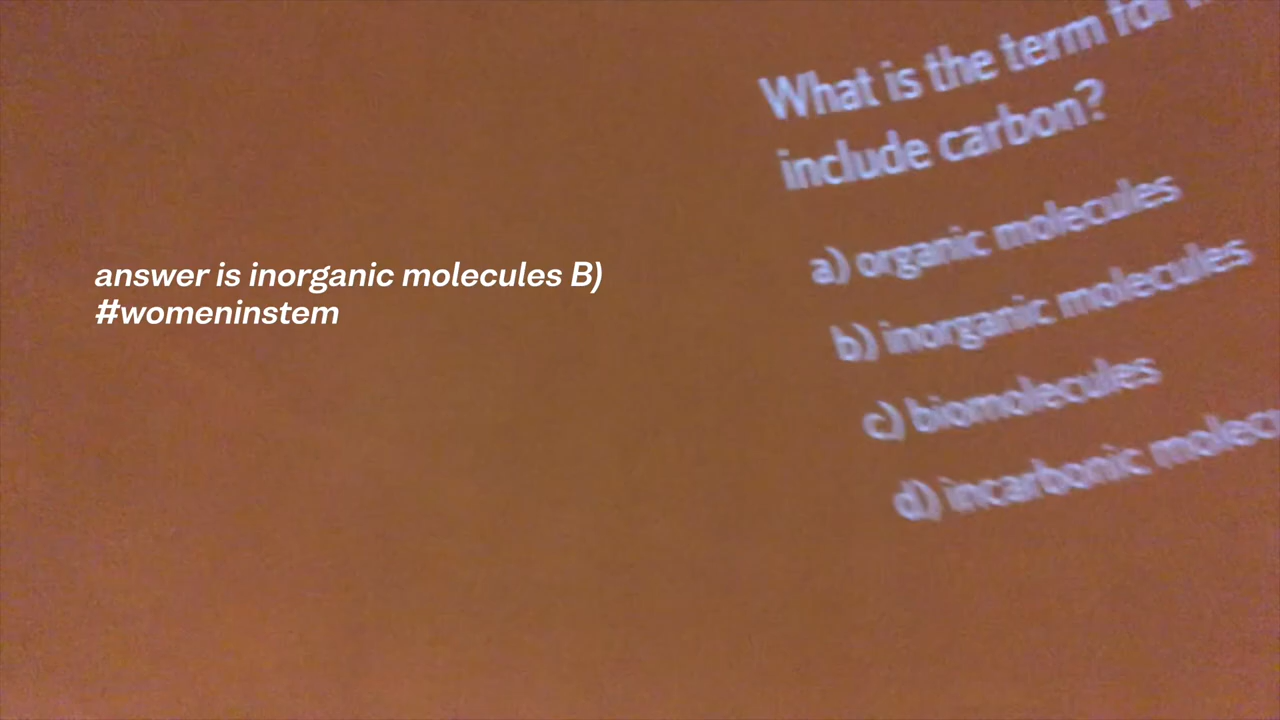 What is the term for
include carbon?
a) organic molecules
b) inorganic molecules
c) biomolecules
d) incarbonic
answer is inorganic molecules B)
#womeninstem